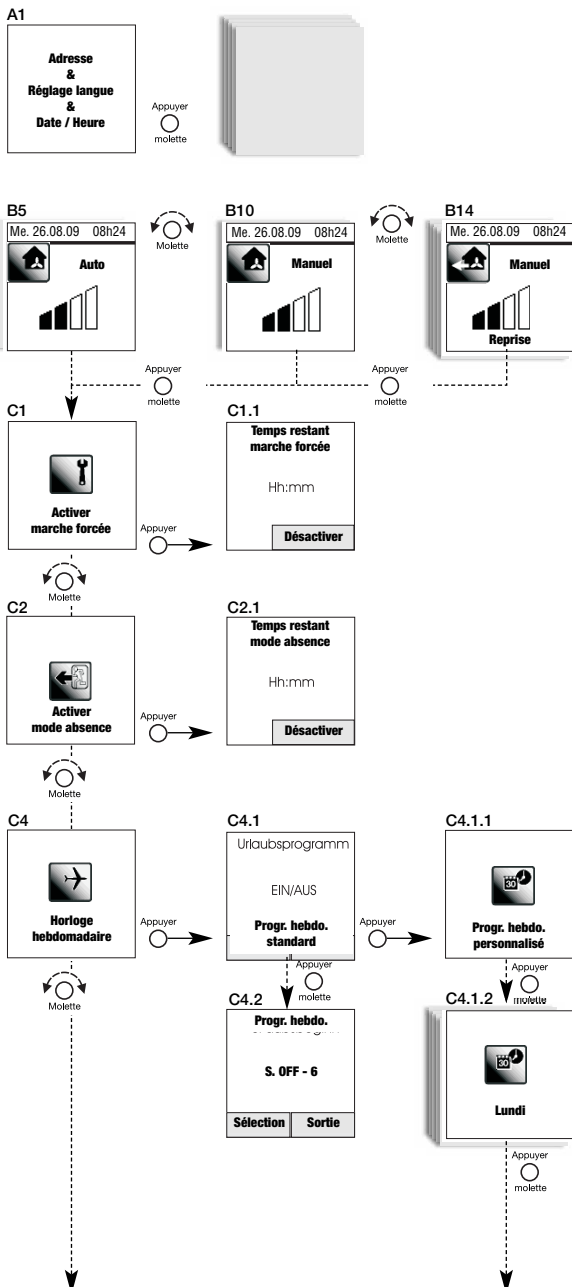 A1
Adresse
&
Réglage langue
&
Date / Heure
Appuyer
molette
B5
Me. 26.08.09 08h24
Auto
Molette
B10
Me. 26.08.09 08h24
Manuel
Molette
B14
Me. 26.08.09 08h24
Manuel
Reprise
Appuyer
molette
Appuyer
molette
C1
Activer
marche forcée
Appuyer
C1.1
Temps restant
marche forcée
Hh:mm
Désactiver
Molette
C2
Activer
mode absence
Appuyer
C2.1
Temps restant
mode absence
Hh:mm
Désactiver
Molette
C4
Horloge
hebdomadaire
Appuyer
C4.1
Urlaubsprogramm
EIN/AUS
Progr. hebdo.
standard
Appuyer
C4.1.1
30
Progr. hebdo.
personnalisé
Molette
Appuyer
molette
Appuyer
molette
C4.2
Progr. hebdo.
S. OFF - 6
Sélection Sortie
C4.1.2
30
Lundi
Appuyer
molette